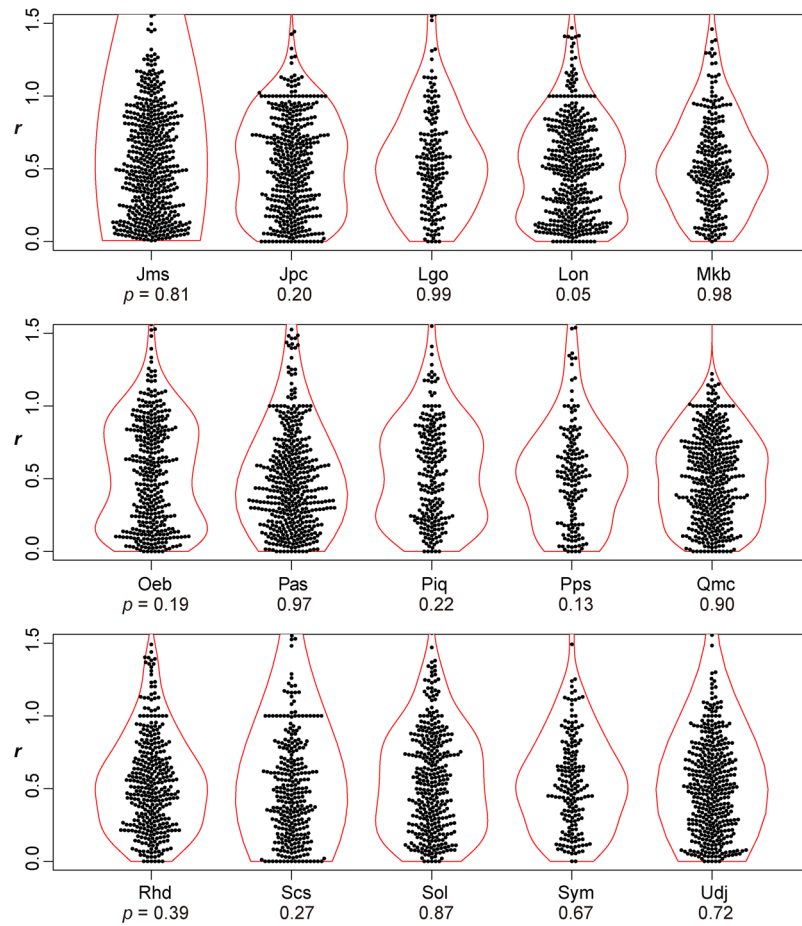 1.5
1.0
r
0.5
0.0
Jms Jpc Lgo Lon Mkb
p = 0.81 0.20 0.99 0.05 0.98
1.5
1.0
r
0.5
0.0
Oeb Pas Piq Pps Qmc
p = 0.19 0.97 0.22 0.13 0.90
1.5
1.0
r
0.5
0.0
Rhd Scs Sol Sym Udj
p = 0.39 0.27 0.87 0.67 0.72